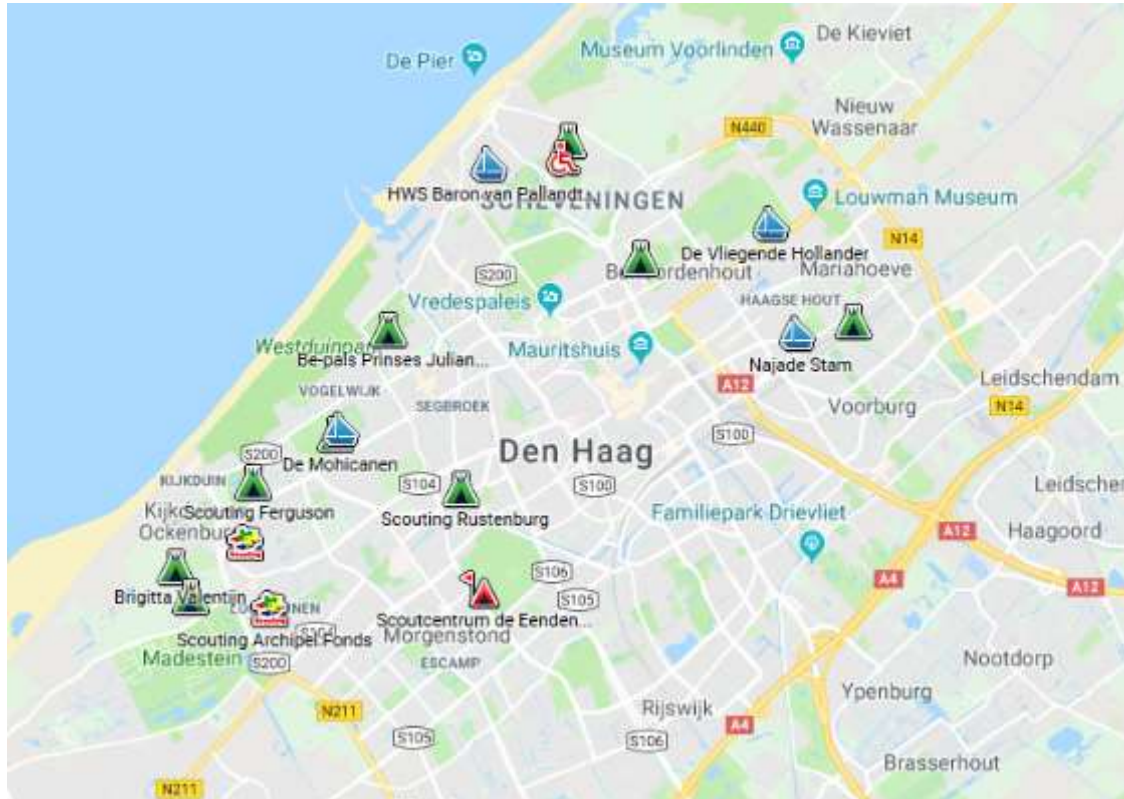 De Kieviet
Museum Voorlinden
De Pier
Nieuw
Wassenaar
N440
HWS Baron van Pallandt
SCHEVENINGEN
Louwman Museum
N14
De Vliegende Hollander
Mariahoeve
S200
HAAGSE HOUT
Vredespaleis
Westduinpa
Be-pals Prinses Julian...
Mauritshuis
Najade Stam
Leidschendam
A12
N14
VOGELWIJK
SEGBROEK
Voorburg
S100
De Mohicanen
Den Haag
S200
KIJKDUIN
S104
S100
Leidscher
Scouting Ferguson
Scouting Rustenburg
Familiepark Drievliet
Ockenbu
A12
Haagoord
S106
A4
A12
Brigitta Valentijn
S105
Scoutcentrum de Eenden...
Scouting Archipel Fonds
Morgenstond
Madestein
S200
ESCAMP
Nootdorp
Ypenburg
N211
Rijswijk
A4
S105
S106
Brasserhout
N211